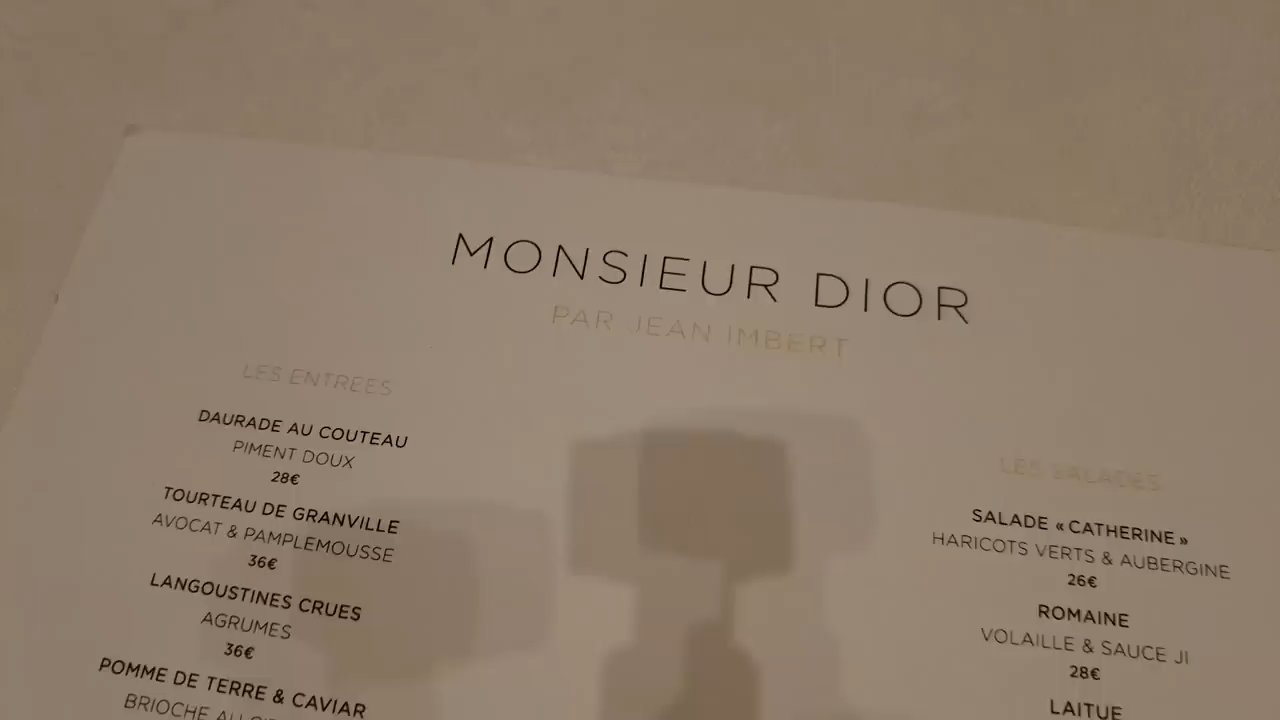 MONSIEUR DIOR
PAR JEAN IMBERT
LES ENTREES
DAURADE AU COUTEAU
PIMENT DOUX
28€
TOURTEAU DE GRANVILLE
AVOCAT & PAMPLEMOUSSE
36€
LANGOUSTINES CRUES
AGRUMES
36€
POMME DE TERRE & CAVIAR
BRIOCHE AU
LES SALADES
SALADE « CATHERINE »
HARICOTS VERTS & AUBERGINE
26€
ROMAINE
VOLAILLE & SAUCE JI
28€
LAITUE